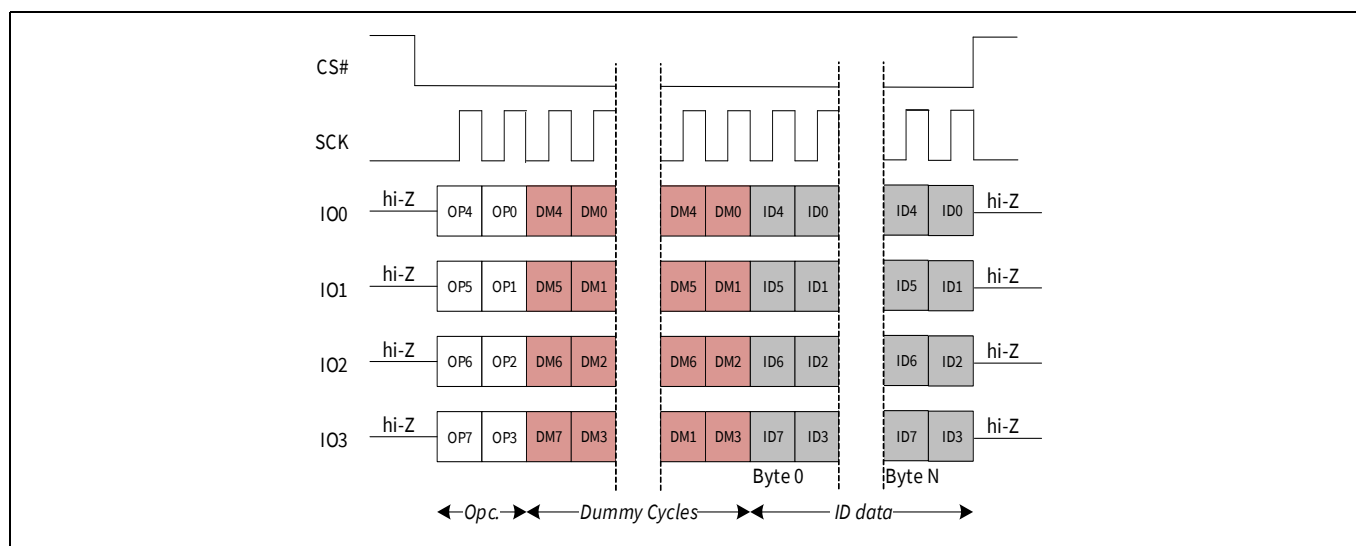 CS#
SCK
IO0 hi-Z OP4 OP0 DM4 DM0 DM4 DM0 ID4 ID0 ID4 ID0 hi-Z
IO1 hi-Z OP5 OP1 DM5 DM1 DM5 DM1 ID5 ID1 ID5 ID1 hi-Z
IO2 hi-Z OP6 OP2 DM6 DM2 DM6 DM2 ID6 ID2 ID6 ID2 hi-Z
IO3 hi-Z OP7 OP3 DM7 DM3 DM1 DM3 ID7 ID3 ID7 ID3 hi-Z
Byte 0 Byte N
Opc. Dummy Cycles ID data